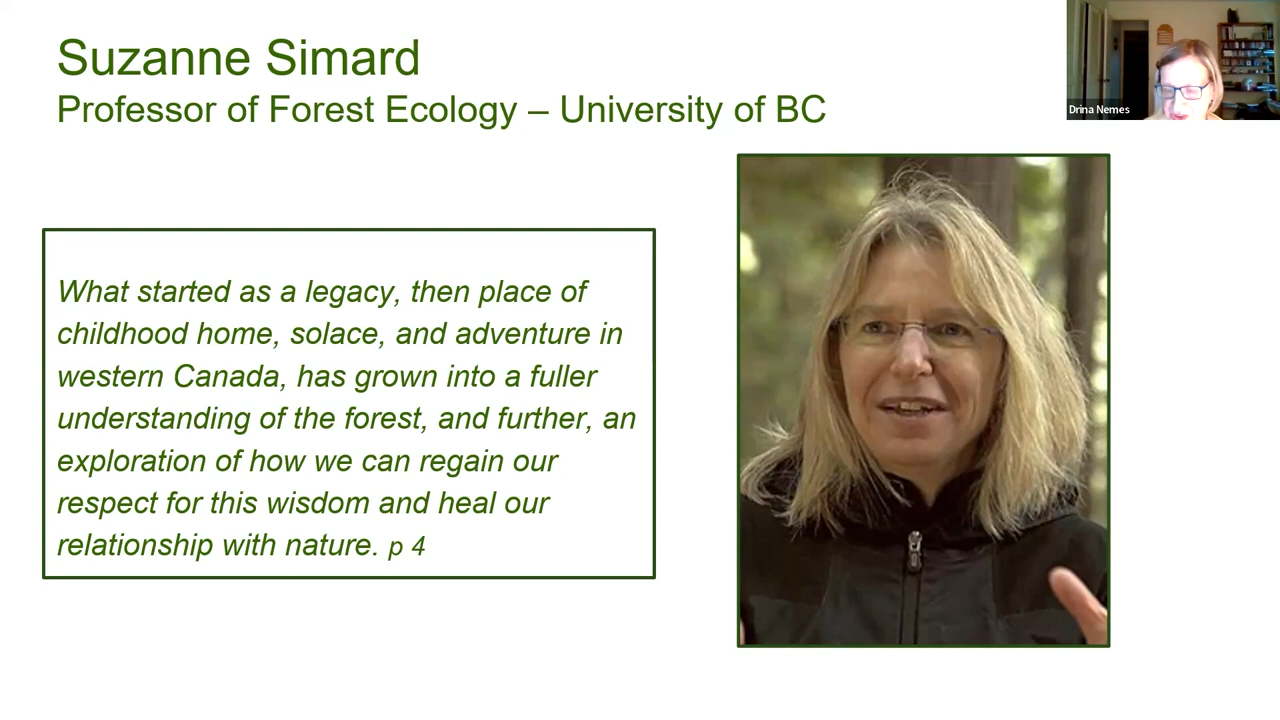 Suzanne Simard
Professor of Forest Ecology – University of BC
Drina Nemes
What started as a legacy, then place of
childhood home, solace, and adventure in
western Canada, has grown into a fuller
understanding of the forest, and further, an
exploration of how we can regain our
respect for this wisdom and heal our
relationship with nature. p 4